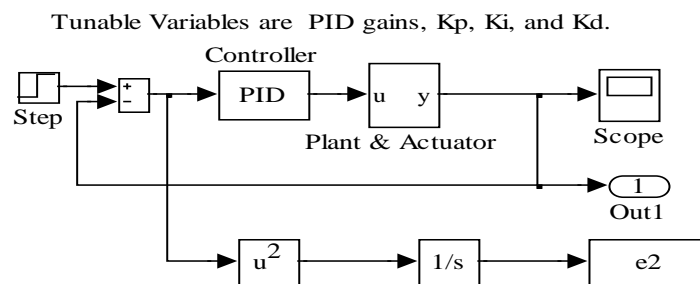 Tunable Variables are PID gains, Kp, Ki, and Kd.
Controller
+
−
PID
u y
Step
Plant & Actuator
Scope
1
Out1
u²
1/s
e2